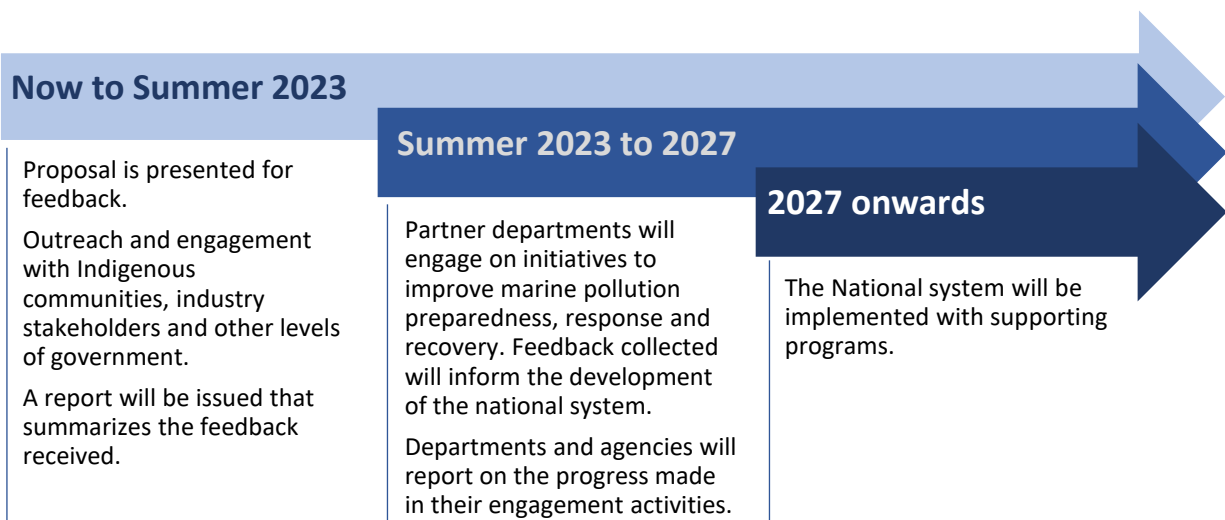 Now to Summer 2023
Proposal is presented for
feedback.
Outreach and engagement
with Indigenous
communities, industry
stakeholders and other levels
of government.
A report will be issued that
summarizes the feedback
received.
Summer 2023 to 2027
Partner departments will
engage on initiatives to
improve marine pollution
preparedness, response and
recovery. Feedback collected
will inform the development
of the national system.
Departments and agencies will
report on the progress made
in their engagement activities.
2027 onwards
The National system will be
implemented with supporting
programs.